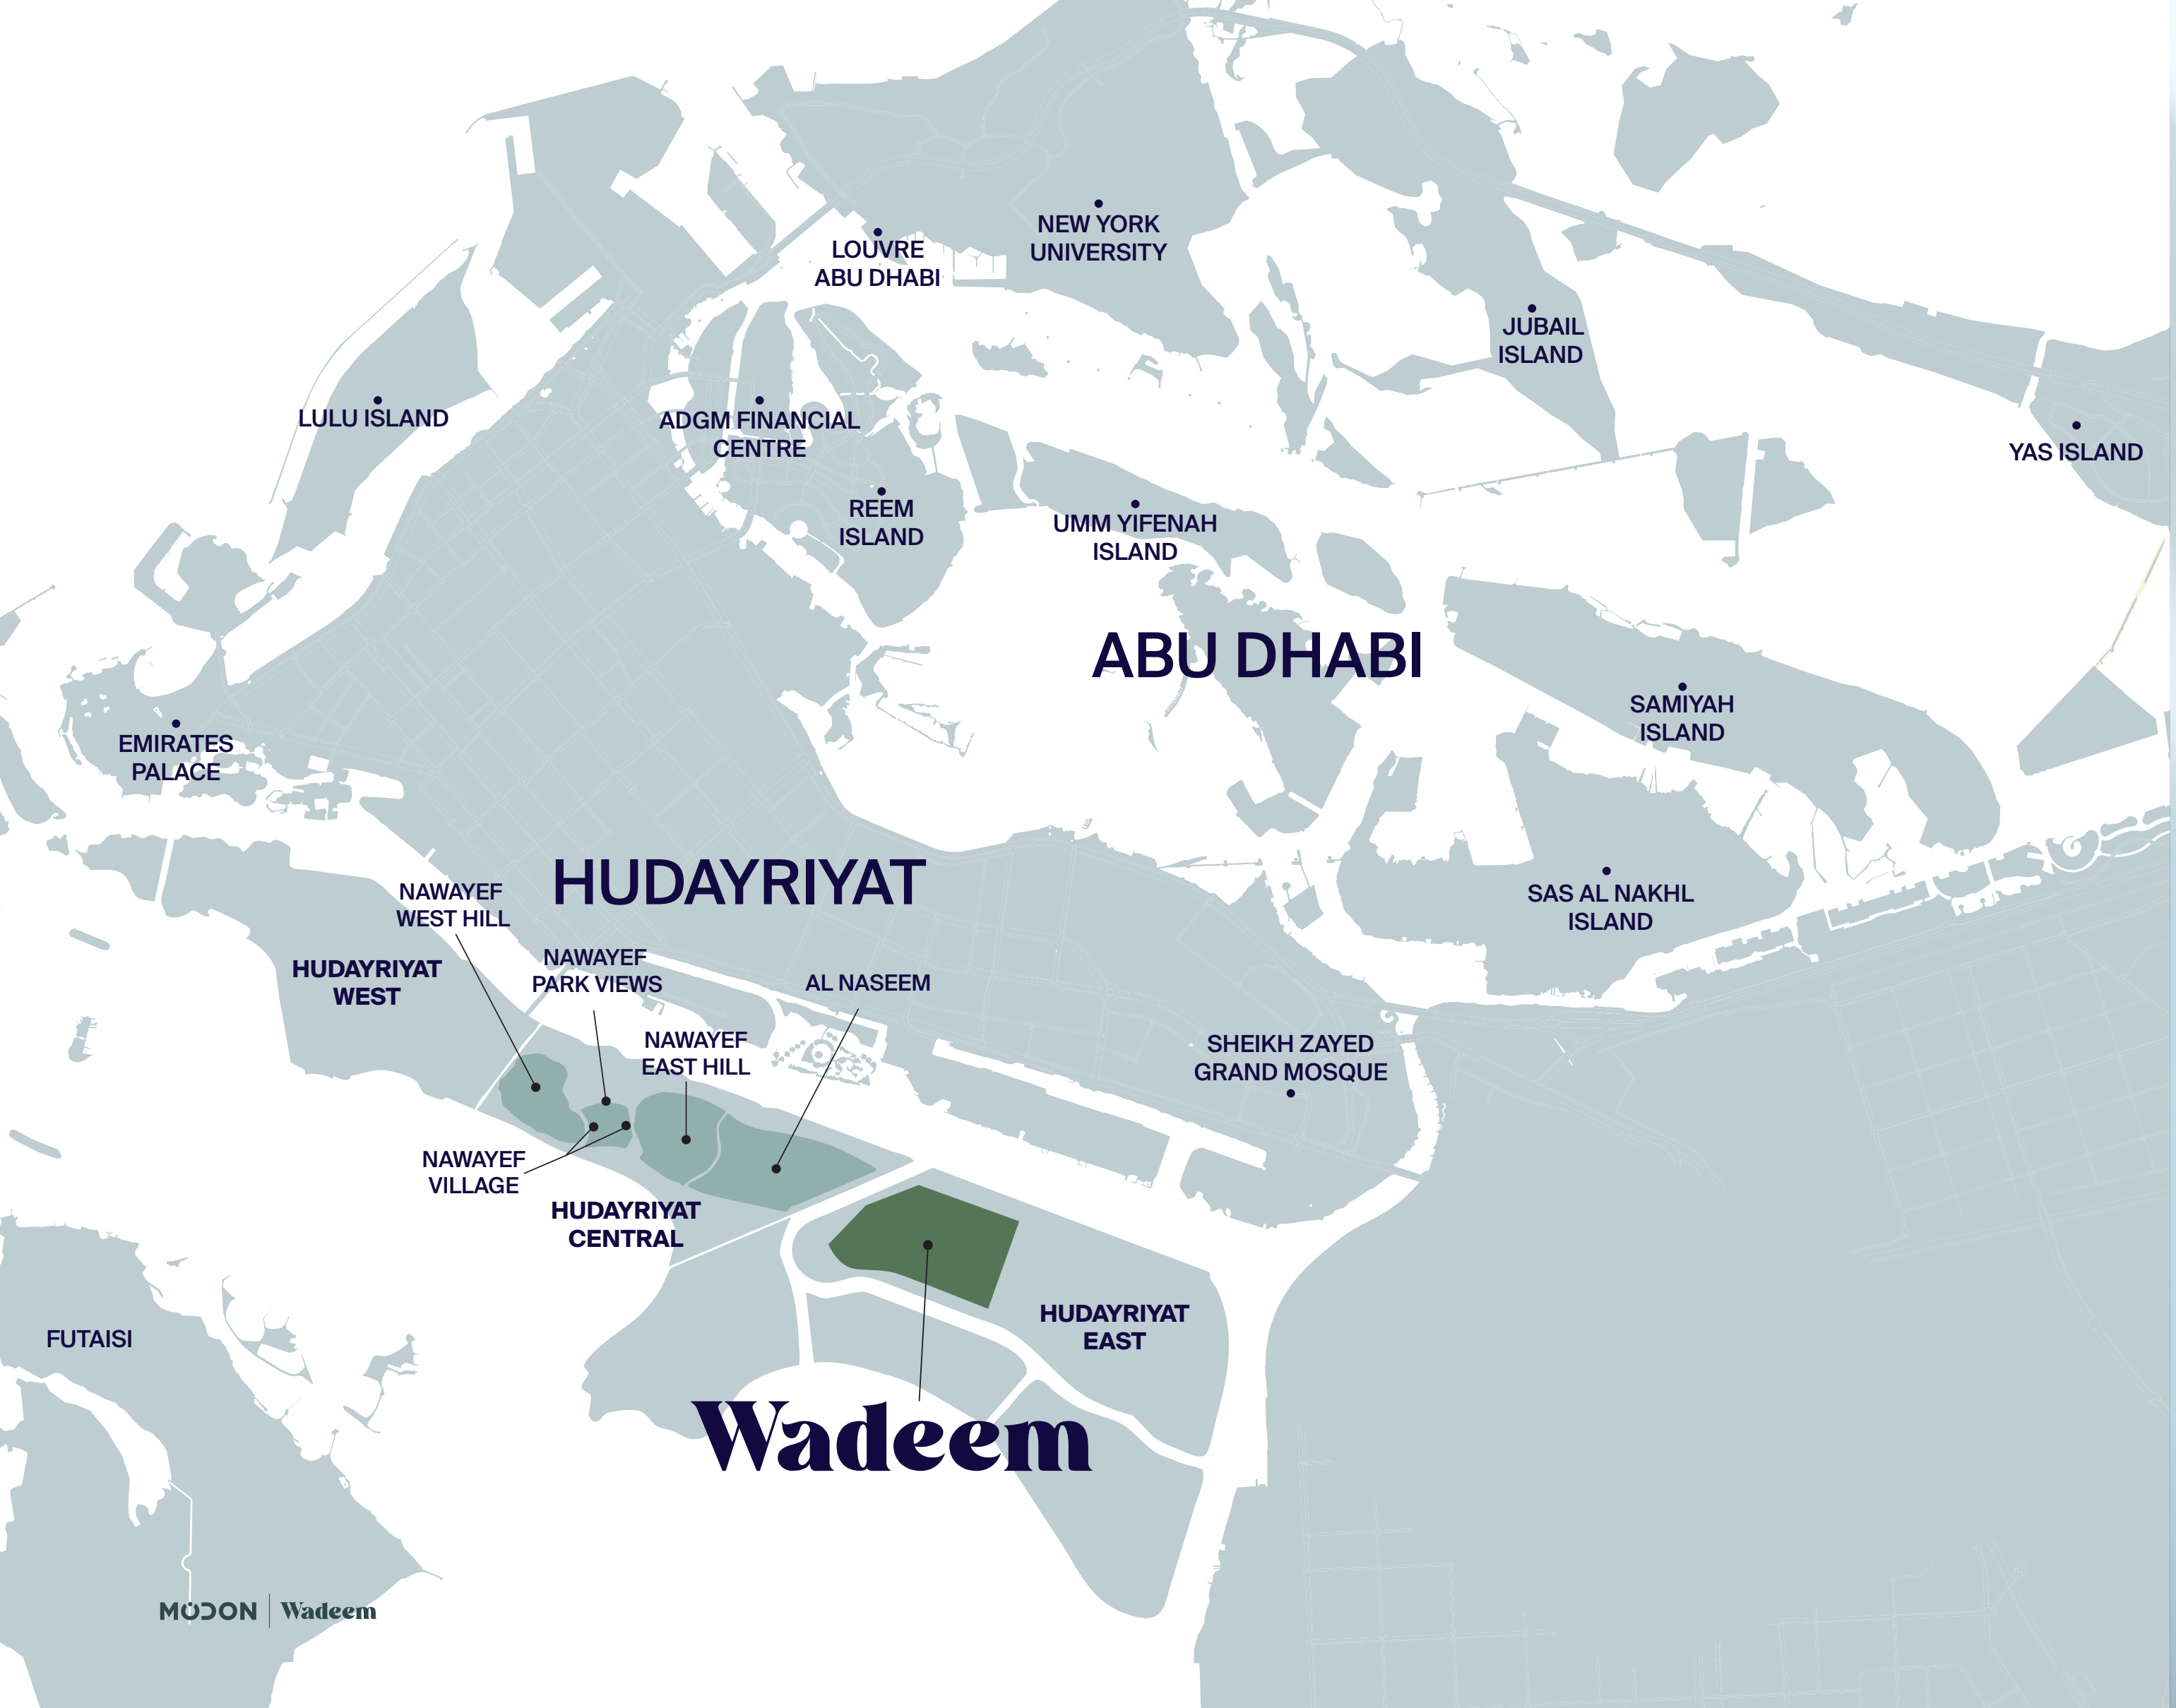 NEW YORK
UNIVERSITY
LOUVRE
ABU DHABI
JUBAIL
ISLAND
LULU ISLAND
ADGM FINANCIAL
CENTRE
YAS ISLAND
REEM
ISLAND
UMM YIFENAH
ISLAND
ABU DHABI
SAMIYAH
ISLAND
EMIRATES
PALACE
HUDAYRIYAT
NAWAYEF
WEST HILL
SAS AL NAKHL
ISLAND
HUDAYRIYAT
WEST
NAWAYEF
PARK VIEWS
AL NASEEM
NAWAYEF
EAST HILL
SHEIKH ZAYED
GRAND MOSQUE
NAWAYEF
VILLAGE
HUDAYRIYAT
CENTRAL
HUDAYRIYAT
EAST
FUTAISI
Wadeem
MODON | Wadeem